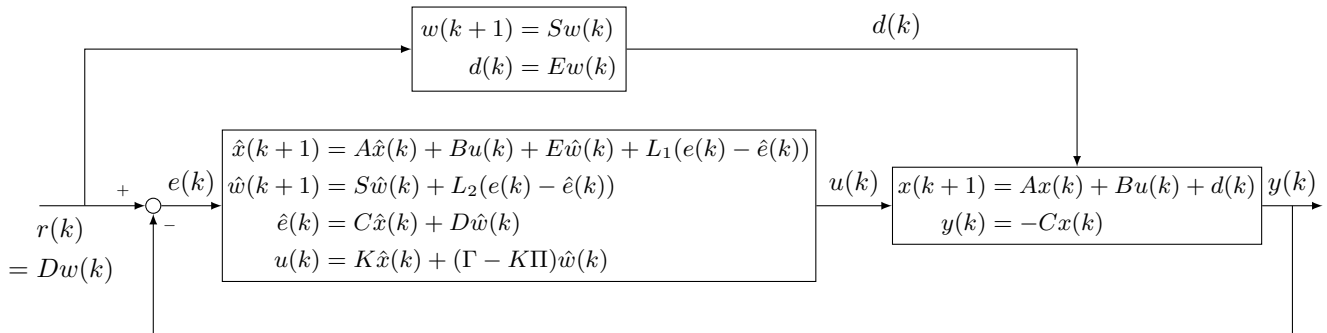 w(k + 1) = Sw(k)
d(k) = Ew(k)
d(k)
x̂(k + 1) = Ax̂(k) + Bu(k) + Eŵ(k) + L₁(e(k) − ê(k))
ŵ(k + 1) = Sŵ(k) + L₂(e(k) − ê(k))
ê(k) = Cx̂(k) + Dŵ(k)
u(k) = Kx̂(k) + (Γ − KΠ)ŵ(k)
+
e(k)
−
r(k)
= Dw(k)
u(k)
x(k + 1) = Ax(k) + Bu(k) + d(k)
y(k) = −Cx(k)
y(k)